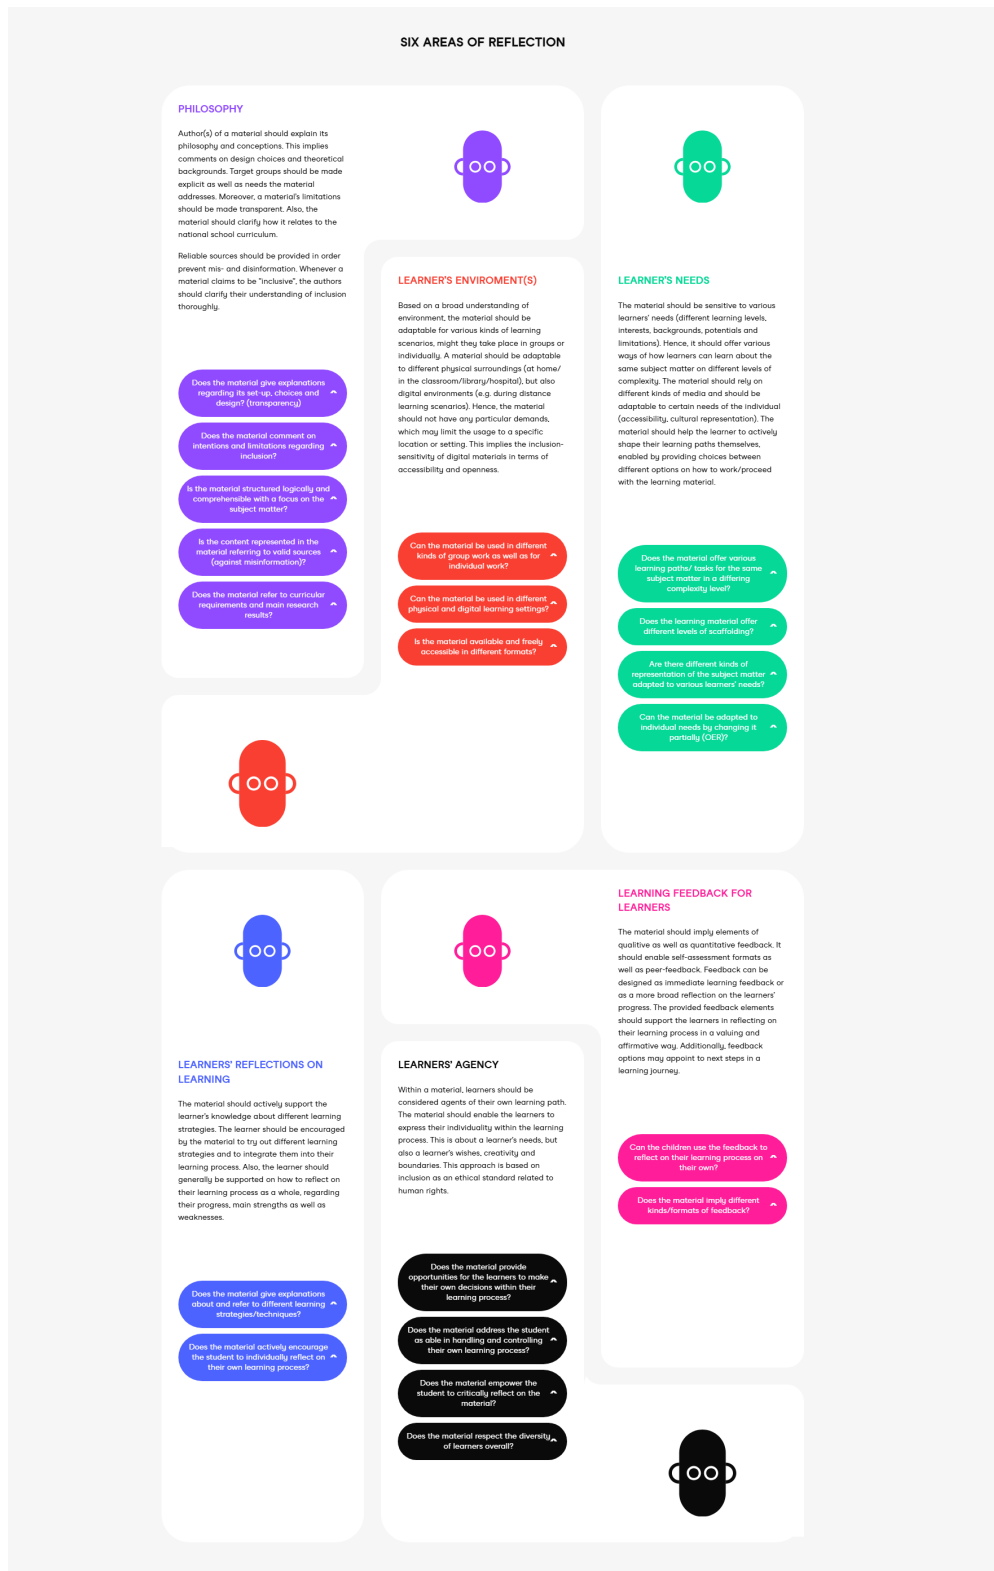 SIX AREAS OF REFLECTION
PHILOSOPHY
Author(s) of a material should explain its
philosophy and conceptions. This implies
comments on design choices and theoretical
backgrounds. Target groups should be made
explicit as well as needs the material
addresses. Moreover, a material's limitations
should be made transparent. Also, the
material should clarify how it relates to the
national school curriculum.
Reliable sources should be provided in order
prevent mis- and disinformation. Whenever a
material claims to be "inclusive", the authors
should clarify their understanding of inclusion
thoroughly.
Does the material give explanations
regarding its set-up, choices and
design? (transparency)
Does the material comment on
intentions and limitations regarding
inclusion?
Is the material structured logically and
comprehensible with a focus on the
subject matter?
Is the content represented in the
material referring to valid sources
(against misinformation)?
Does the material refer to curricular
requirements and main research
results?
LEARNER'S ENVIROMENT(S)
Based on a broad understanding of
environment, the material should be
adaptable for various kinds of learning
scenarios, might they take place in groups or
individually. A material should be adaptable
to different physical surroundings (at home/
in the classroom/library/hospital), but also
digital environments (e.g. during distance
learning scenarios). Hence, the material
should not have any particular demands,
which may limit the usage to a specific
location or setting. This implies the inclusion-
sensitivity of digital materials in terms of
accessibility and openness.
Can the material be used in different
kinds of group work as well as for
individual work?
Can the material be used in different
physical and digital learning settings?
Is the material available and freely
accessible in different formats?
LEARNER'S NEEDS
The material should be sensitive to various
learners' needs (different learning levels,
interests, backgrounds, potentials and
limitations). Hence, it should offer various
ways of how learners can learn about the
same subject matter on different levels of
complexity. The material should rely on
different kinds of media and should be
adaptable to certain needs of the individual
(accessibility, cultural representation). The
material should help the learner to actively
shape their learning paths themselves,
enabled by providing choices between
different options on how to work/proceed
with the learning material.
Does the material offer various
learning paths/ tasks for the same
subject matter in a differing
complexity level?
Does the learning material offer
different levels of scaffolding?
Are there different kinds of
representation of the subject matter
adapted to various learners' needs?
Can the material be adapted to
individual needs by changing it
partially (OER)?
LEARNERS' REFLECTIONS ON
LEARNING
The material should actively support the
learner's knowledge about different learning
strategies. The learner should be encouraged
by the material to try out different learning
strategies and to integrate them into their
learning process. Also, the learner should
generally be supported on how to reflect on
their learning process as a whole, regarding
their progress, main strengths as well as
weaknesses.
Does the material give explanations
about and refer to different learning
strategies/techniques?
Does the material actively encourage
the student to individually reflect on
their own learning process?
LEARNERS' AGENCY
Within a material, learners should be
considered agents of their own learning path.
The material should enable the learners to
express their individuality within the learning
process. This is about a learner's needs, but
also a learner's wishes, creativity and
boundaries. This approach is based on
inclusion as an ethical standard related to
human rights.
Does the material provide
opportunities for the learners to make
their own decisions within their
learning process?
Does the material address the student
as able in handling and controlling
their own learning process?
Does the material empower the
student to critically reflect on the
material?
Does the material respect the diversity
of learners overall?
LEARNING FEEDBACK FOR
LEARNERS
The material should imply elements of
qualitive as well as quantitative feedback. It
should enable self-assessment formats as
well as peer-feedback. Feedback can be
designed as immediate learning feedback or
as a more broad reflection on the learners'
progress. The provided feedback elements
should support the learners in reflecting on
their learning process in a valuing and
affirmative way. Additionally, feedback
options may appoint to next steps in a
learning journey.
Can the children use the feedback to
reflect on their learning process on
their own?
Does the material imply different
kinds/formats of feedback?